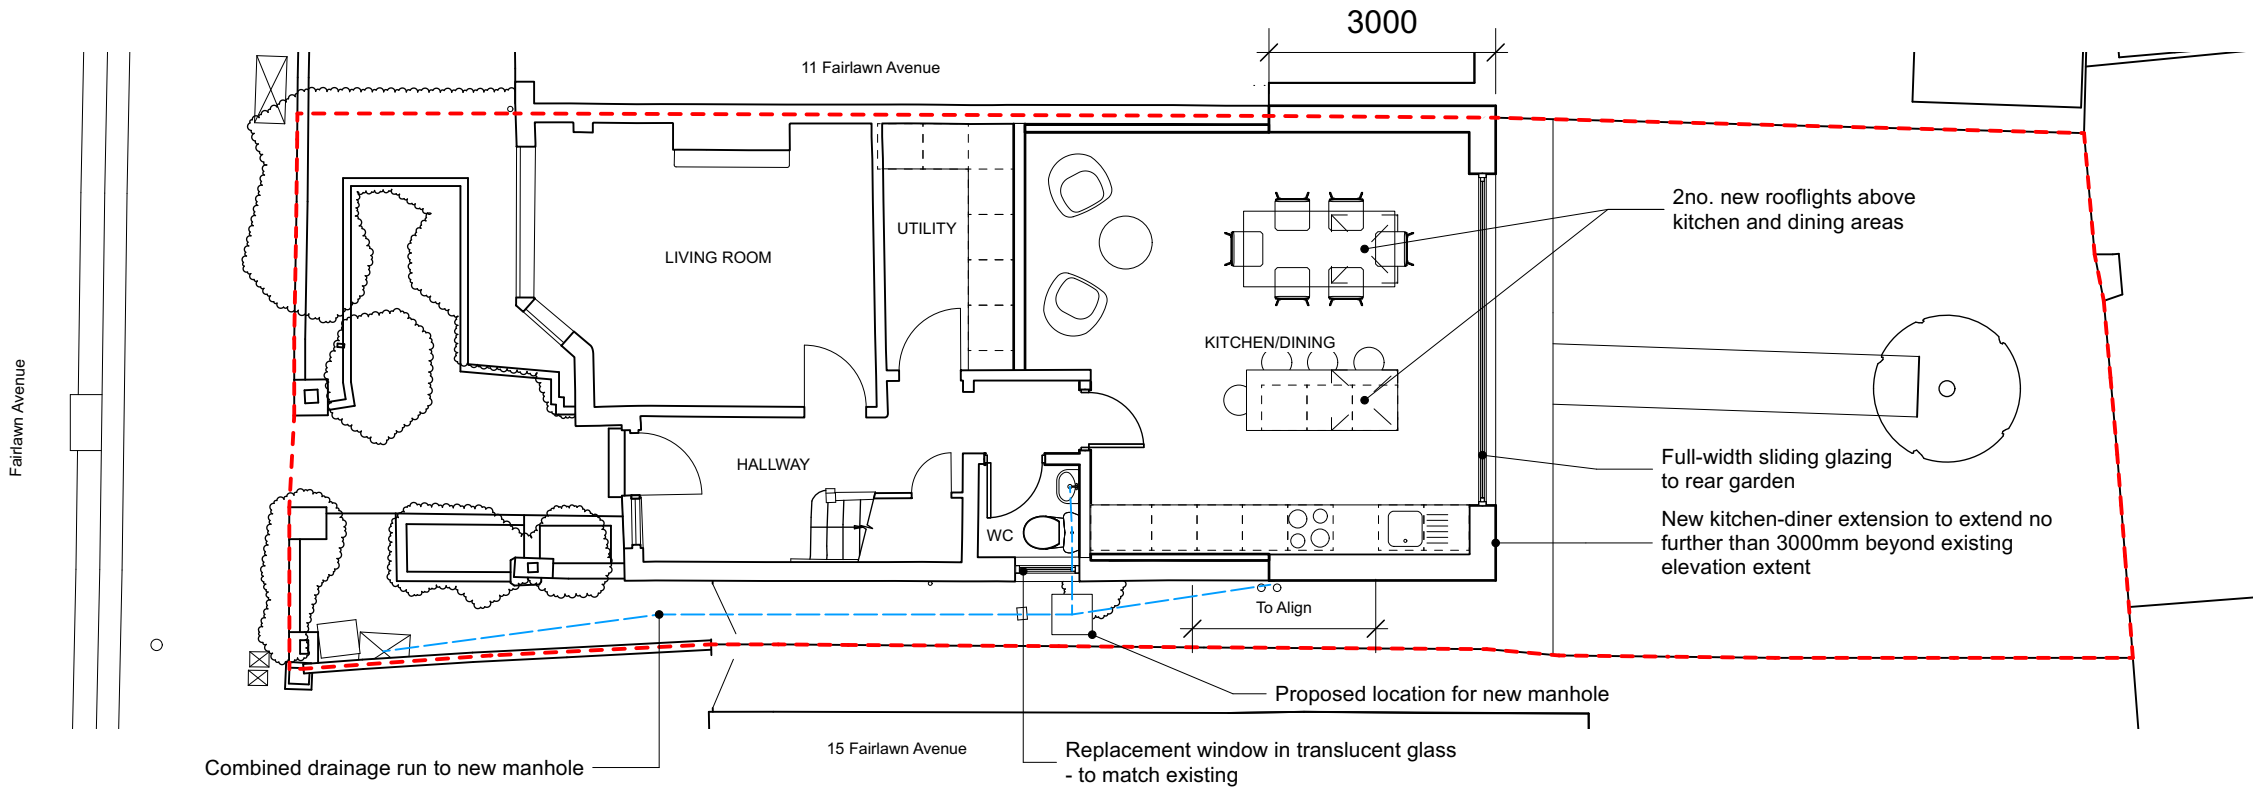 3000
11 Fairlawn Avenue
2no. new rooflights above
kitchen and dining areas
UTILITY
LIVING ROOM
KITCHEN/DINING
Fairlawn Avenue
HALLWAY
Full-width sliding glazing
to rear garden
New kitchen-diner extension to extend no
further than 3000mm beyond existing
elevation extent
WC
To Align
Proposed location for new manhole
15 Fairlawn Avenue
Replacement window in translucent glass
- to match existing
Combined drainage run to new manhole